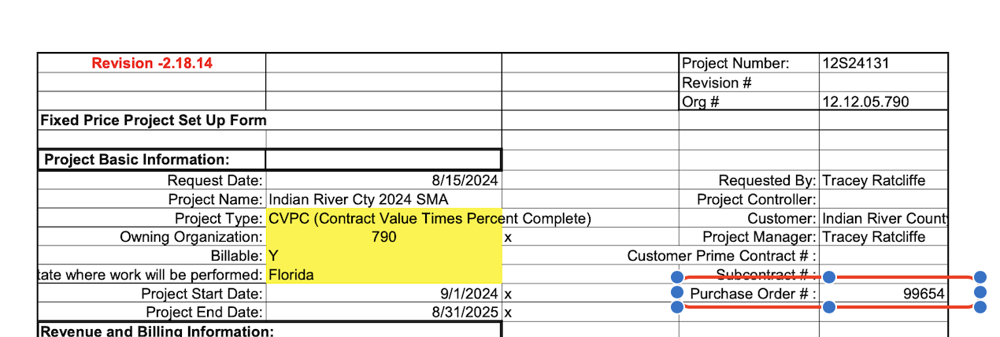 Revision -2.18.14 Project Number: 12S24131
Revision #
Org # 12.12.05.790
Fixed Price Project Set Up Form
Project Basic Information:
Request Date: 8/15/2024 Requested By: Tracey Ratcliffe
Project Name: Indian River Cty 2024 SMA Project Controller:
Project Type: CVPC (Contract Value Times Percent Complete) Customer: Indian River County
Owning Organization: 790 x Project Manager: Tracey Ratcliffe
Billable: Y Customer Prime Contract # :
tate where work will be performed: Florida Subcontract # :
Project Start Date: 9/1/2024 x Purchase Order # : 99654
Project End Date: 8/31/2025 x
Revenue and Billing Information: